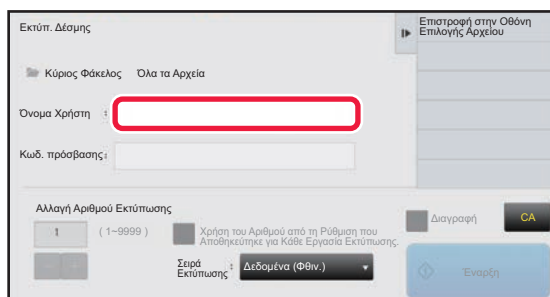 Εκτύπ. Δέσμης
Επιστροφή στην Οθόνη
Επιλογής Αρχείου
Κύριος Φάκελος Όλα τα Αρχεία
Όνομα Χρήστη :
Κωδ. πρόσβασης:
Αλλαγή Αριθμού Εκτύπωσης
1 (1~9999)
Χρήση του Αριθμού από τη Ρύθμιση που
Αποθηκεύτηκε για Κάθε Εργασία Εκτύπωσης.
Διαγραφή CA
Σειρά
Εκτύπωσης : Δεδομένα (Φθιν.)
Έναρξη